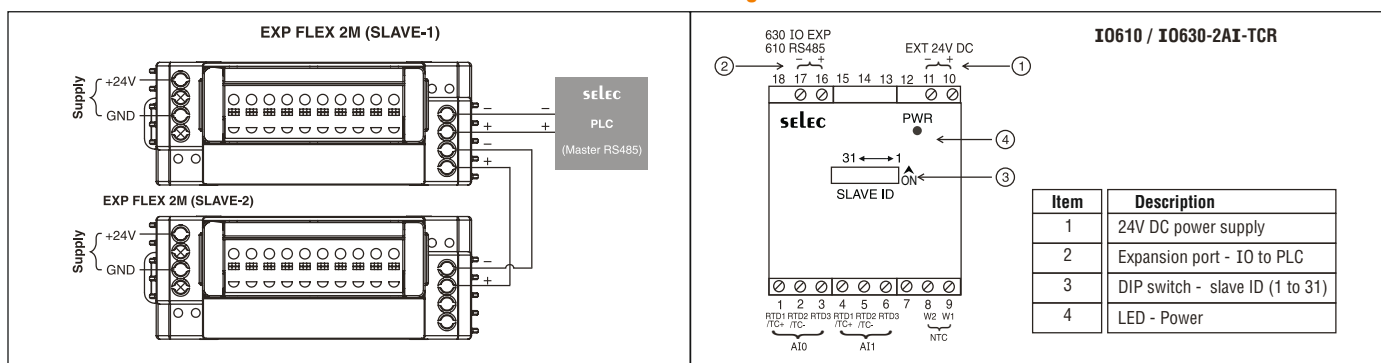 EXP FLEX 2M (SLAVE-1)
Supply
+24V
GND
–
+
–
+
–
+
selec
PLC
(Master RS485)
EXP FLEX 2M (SLAVE-2)
Supply
+24V
GND
–
+
630 IO EXP
610 RS485
EXT 24V DC
IO610 / IO630-2AI-TCR
2
– +
– +
1
18 17 16 15 14 13 12 11 10
selec
PWR
4
31 1
ON
3
SLAVE ID
1 2 3 4 5 6 7 8 9
RTD1 RTD2 RTD3 RTD1 RTD2 RTD3 W2 W1
/TC+ /TC- /TC+ /TC-
AI0 AI1 NTC
Item Description
1 24V DC power supply
2 Expansion port - IO to PLC
3 DIP switch - slave ID (1 to 31)
4 LED - Power